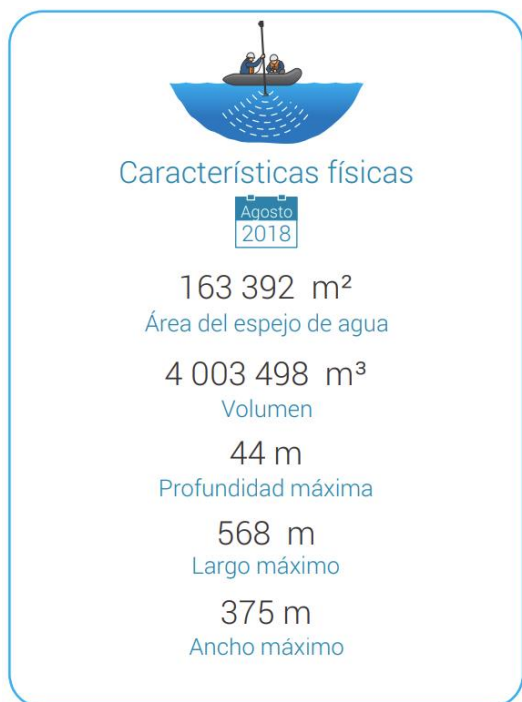 Características físicas
Agosto
2018
163 392 m²
Área del espejo de agua
4 003 498 m³
Volumen
44 m
Profundidad máxima
568 m
Largo máximo
375 m
Ancho máximo